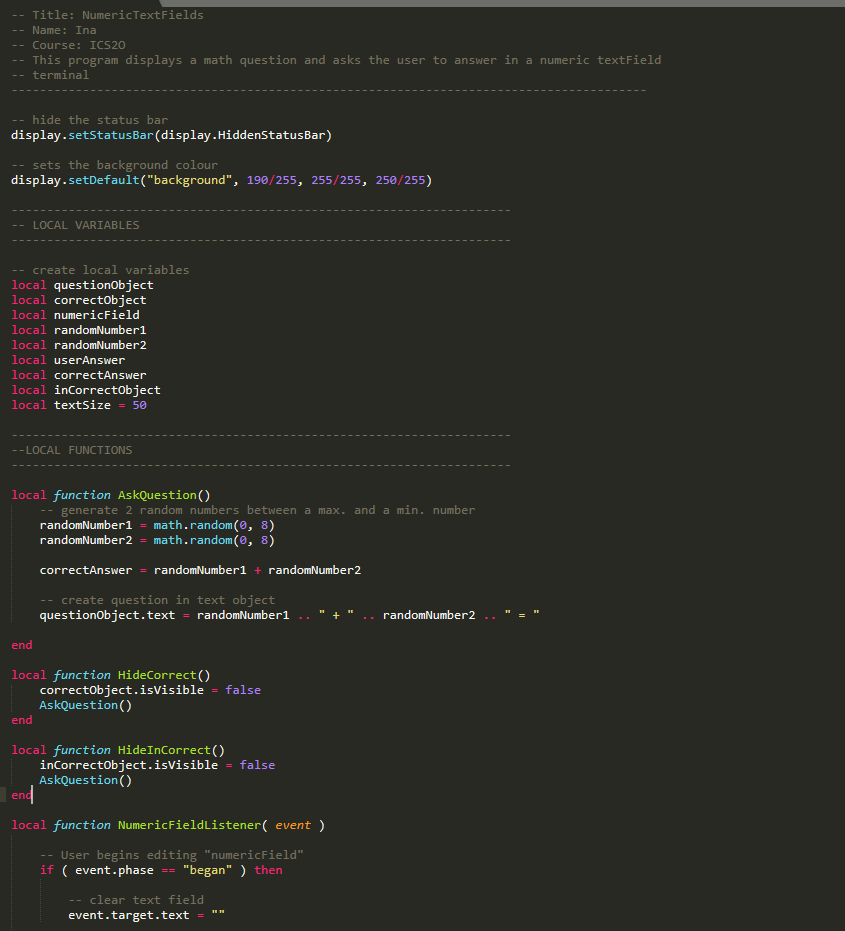 -- Title: NumericTextFields
-- Name: Ina
-- Course: ICS2O
-- This program displays a math question and asks the user to answer in a numeric textField
-- terminal
-----------------------------------------------------------------------------------------
-- hide the status bar
display.setStatusBar(display.HiddenStatusBar)
-- sets the background colour
display.setDefault("background", 190/255, 255/255, 250/255)
----------------------------------------------------------------------
-- LOCAL VARIABLES
----------------------------------------------------------------------
-- create local variables
local questionObject
local correctObject
local numericField
local randomNumber1
local randomNumber2
local userAnswer
local correctAnswer
local inCorrectObject
local textSize = 50
----------------------------------------------------------------------
--LOCAL FUNCTIONS
----------------------------------------------------------------------
local function AskQuestion()
    -- generate 2 random numbers between a max. and a min. number
    randomNumber1 = math.random(0, 8)
    randomNumber2 = math.random(0, 8)
    correctAnswer = randomNumber1 + randomNumber2
    -- create question in text object
    questionObject.text = randomNumber1 .. " + " .. randomNumber2 .. " = "
end
local function HideCorrect()
    correctObject.isVisible = false
    AskQuestion()
end
local function HideInCorrect()
    inCorrectObject.isVisible = false
    AskQuestion()
end
local function NumericFieldListener( event )
    -- User begins editing "numericField"
    if ( event.phase == "began" ) then
        -- clear text field
        event.target.text = ""